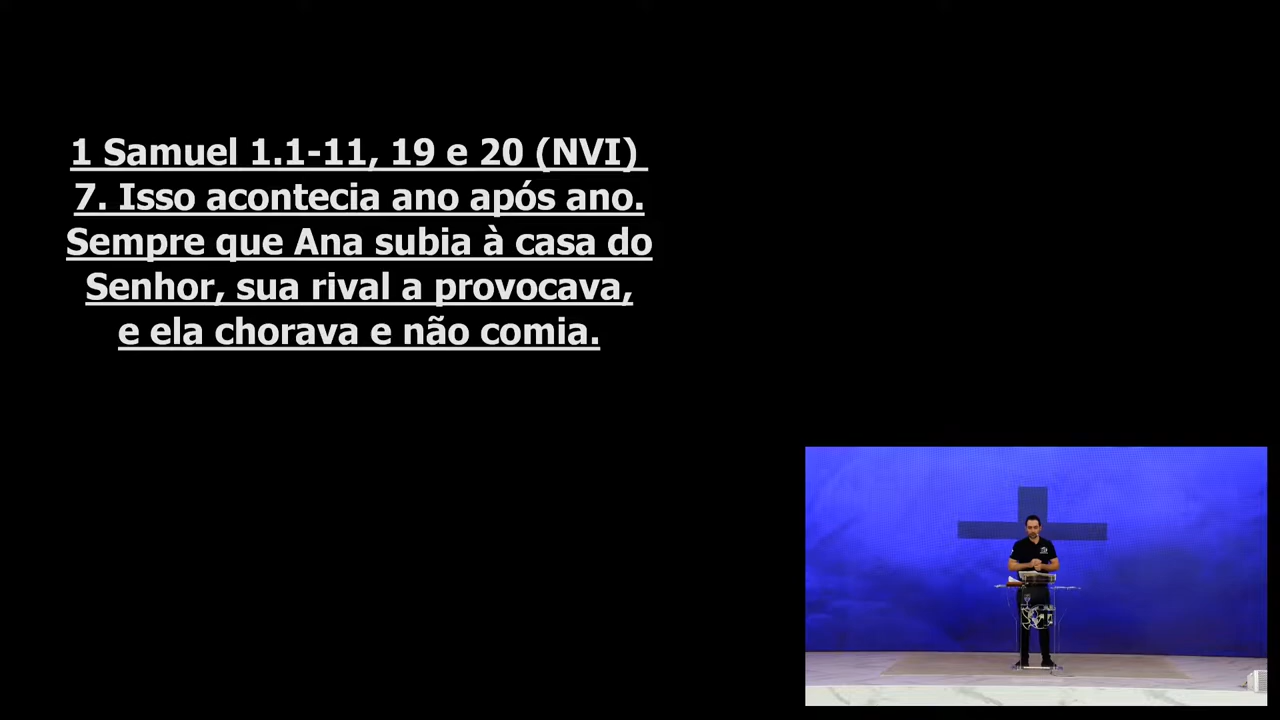 1 Samuel 1.1-11, 19 e 20 (NVI)
7. Isso acontecia ano após ano.
Sempre que Ana subia à casa do
Senhor, sua rival a provocava,
e ela chorava e não comia.